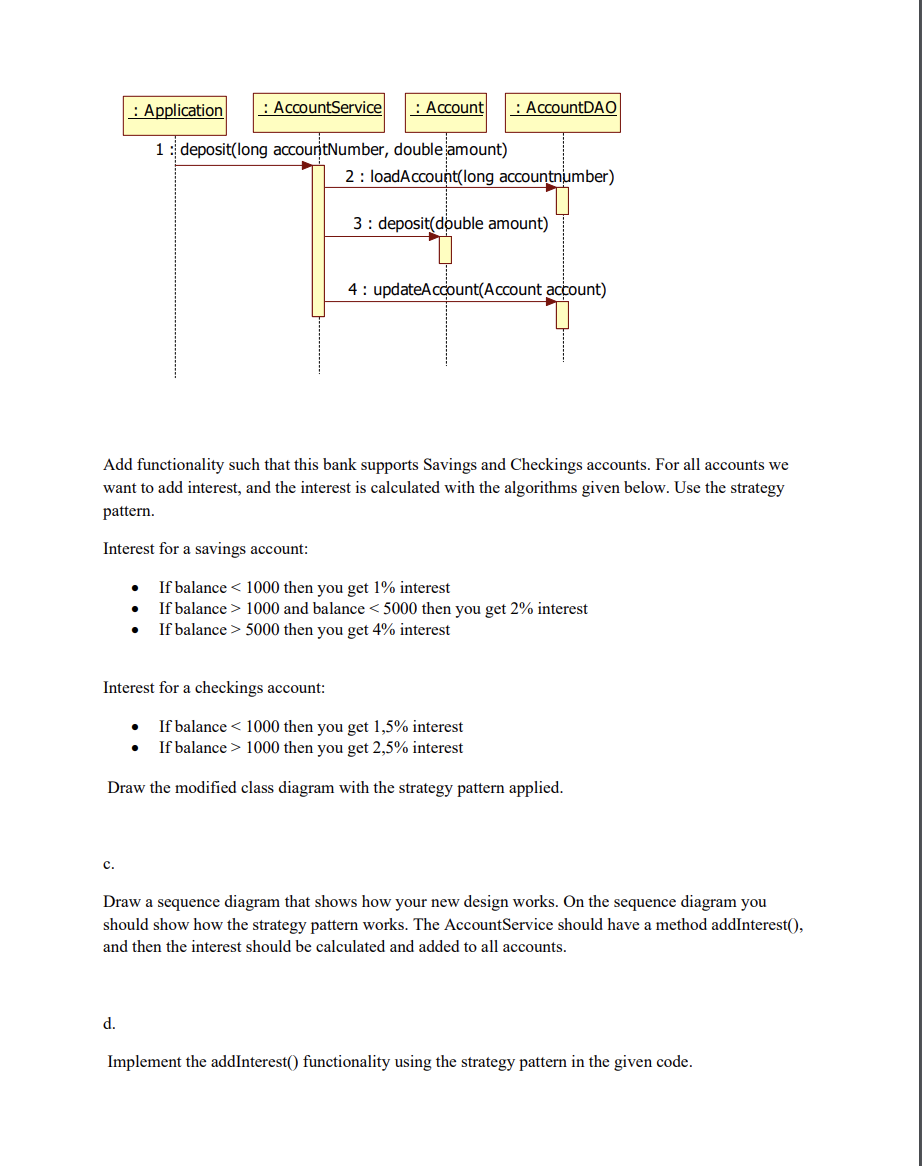 : Application
: AccountService
: Account
: AccountDAO
1 : deposit(long accountNumber, double amount)
2 : loadAccount(long accountnumber)
3 : deposit(double amount)
4 : updateAccount(Account account)
Add functionality such that this bank supports Savings and Checkings accounts. For all accounts we
want to add interest, and the interest is calculated with the algorithms given below. Use the strategy
pattern.
Interest for a savings account:
• If balance < 1000 then you get 1% interest
• If balance > 1000 and balance < 5000 then you get 2% interest
• If balance > 5000 then you get 4% interest
Interest for a checkings account:
• If balance < 1000 then you get 1,5% interest
• If balance > 1000 then you get 2,5% interest
Draw the modified class diagram with the strategy pattern applied.
c.
Draw a sequence diagram that shows how your new design works. On the sequence diagram you
should show how the strategy pattern works. The AccountService should have a method addInterest(),
and then the interest should be calculated and added to all accounts.
d.
Implement the addInterest() functionality using the strategy pattern in the given code.